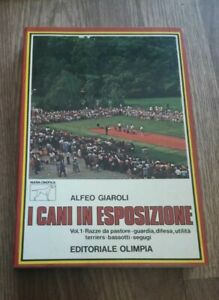 ALFEO GIAROLI
I CANI IN ESPOSIZIONE
Vol. 1 - Razze da pastore - guardia, difesa, utilità
terriers - bassotti - segugi
EDITORIALE OLIMPIA